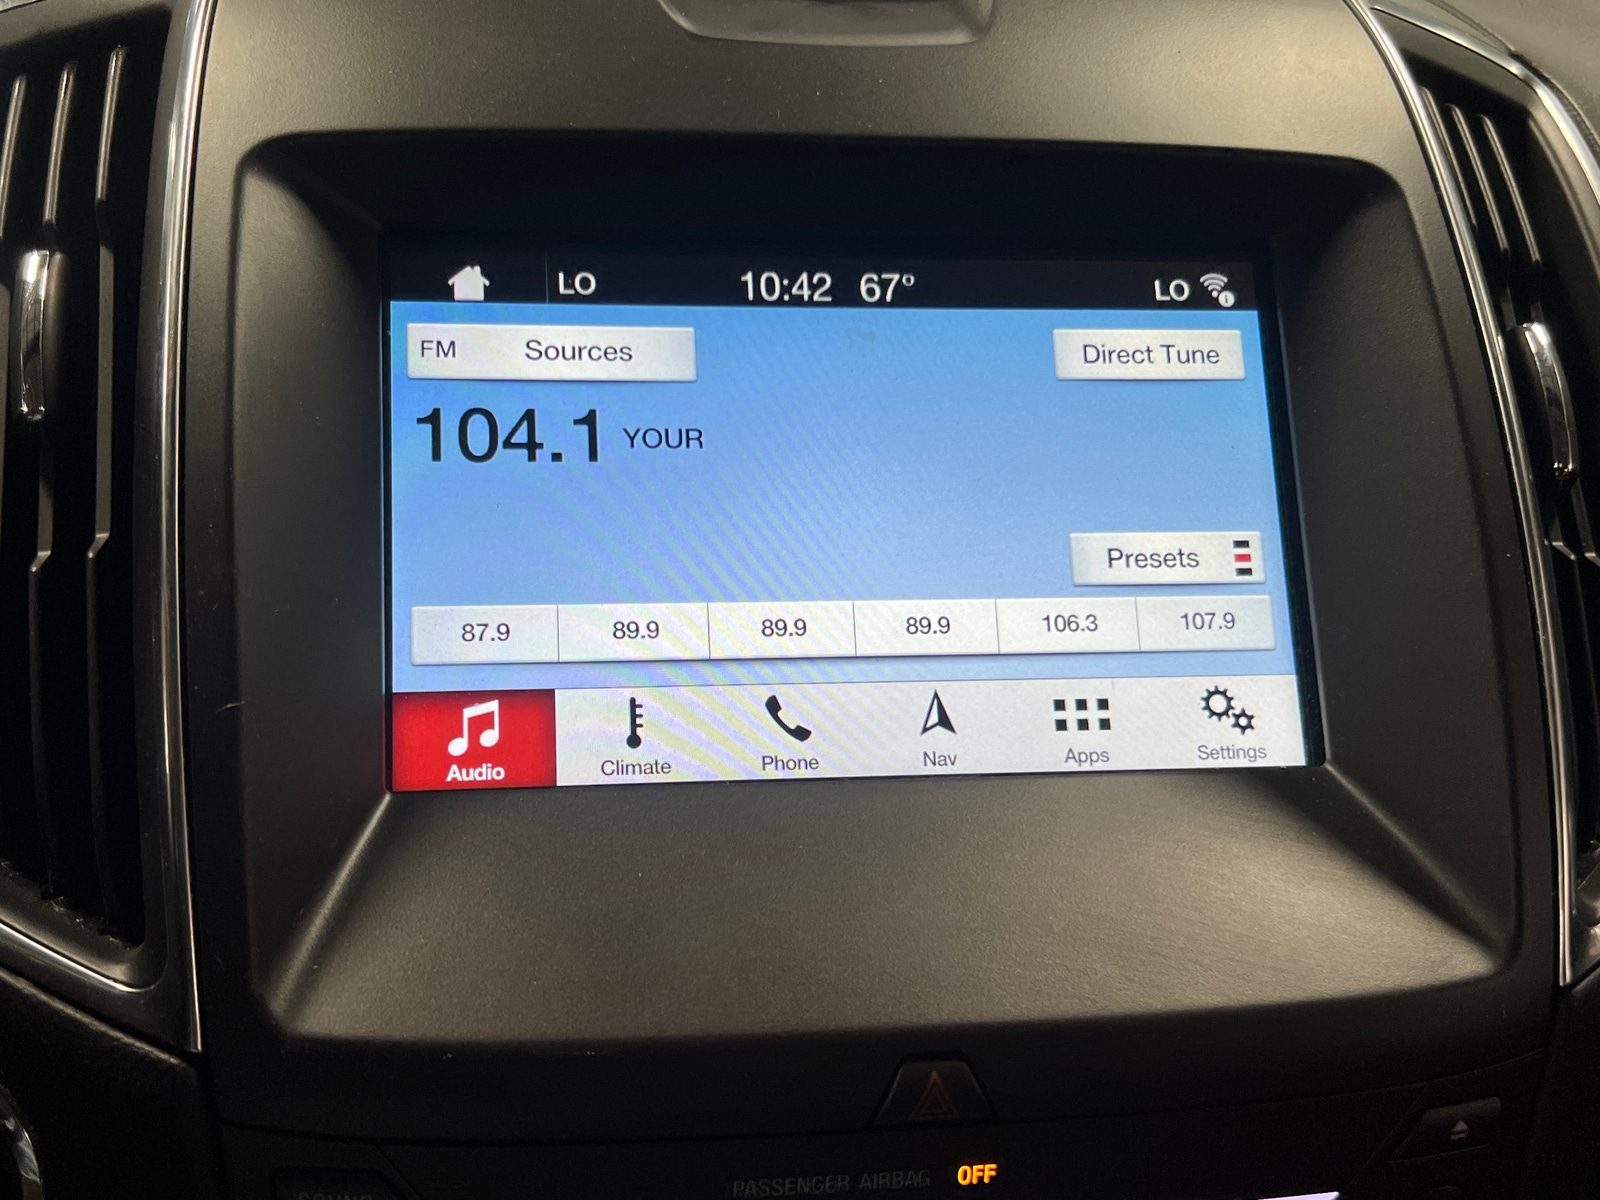 LO 10:42 67° LO
FM Sources Direct Tune
104.1 YOUR
Presets
87.9 89.9 89.9 89.9 106.3 107.9
Audio Climate Phone Nav Apps Settings
PASSENGER AIRBAG OFF
SOUND